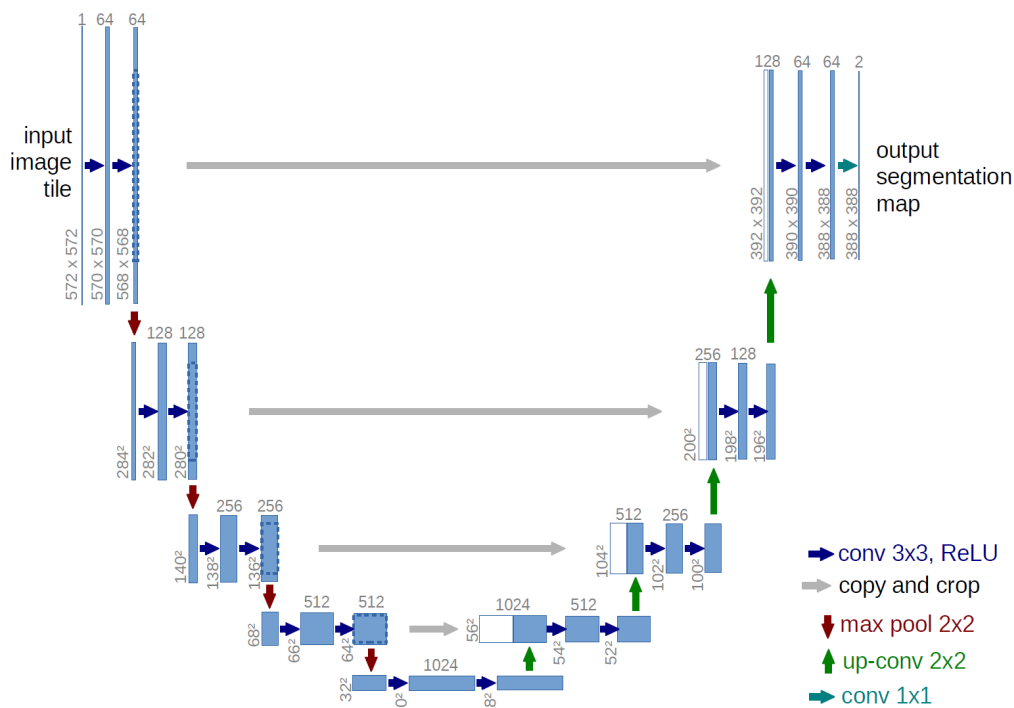 1 64 64
input
image
tile
572 x 572
570 x 570
568 x 568
128 64 64 2
output
segmentation
map
392 x 392
390 x 390
388 x 388
388 x 388
128 128
284²
282²
280²
256 128
200²
198²
196²
256 256
140²
138²
136²
512 256
104²
102²
100²
512 512
68²
66²
64²
1024 512
56²
54²
52²
1024
32²
0²
8²
conv 3x3, ReLU
copy and crop
max pool 2x2
up-conv 2x2
conv 1x1